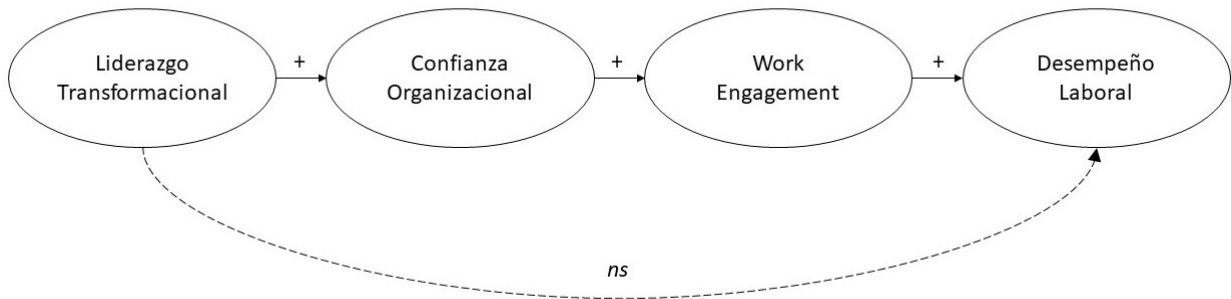 Liderazgo
Transformacional
+
Confianza
Organizacional
+
Work
Engagement
+
Desempeño
Laboral
ns